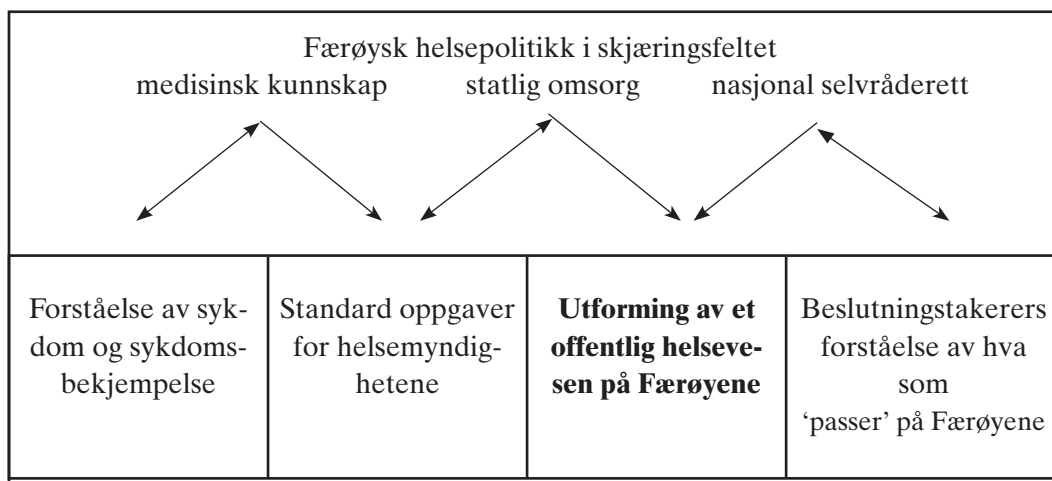 Færøysk helsepolitikk i skjæringsfeltet
medisinsk kunnskap statlig omsorg nasjonal selvråderett
Forståelse av syk-
dom og sykdoms-
bekjempelse
Standard oppgaver
for helsemyndig-
hetene
Utforming av et
offentlig helseve-
sen på Færøyene
Beslutningstakerers
forståelse av hva
som
‘passer’ på Færøyene